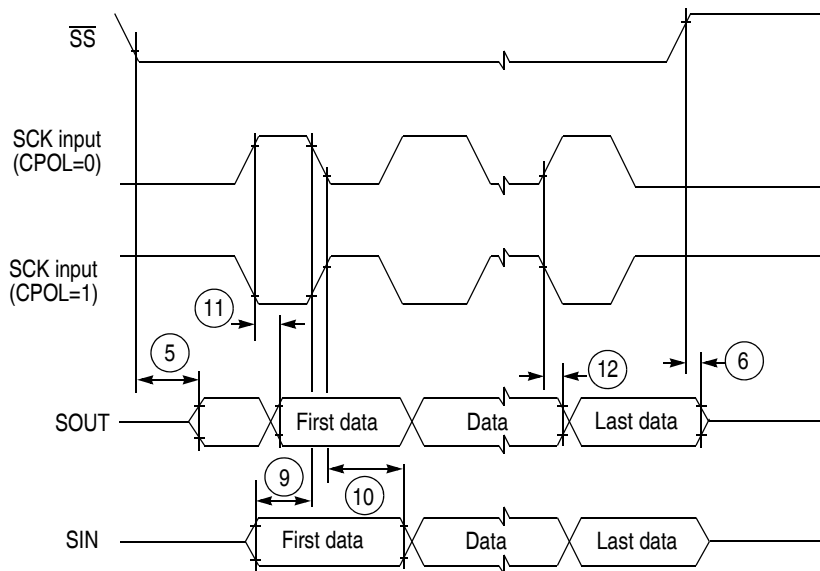 SS
SCK input
(CPOL=0)
SCK input
(CPOL=1)
11
5
12
6
SOUT
First data
Data
Last data
9
10
SIN
First data
Data
Last data